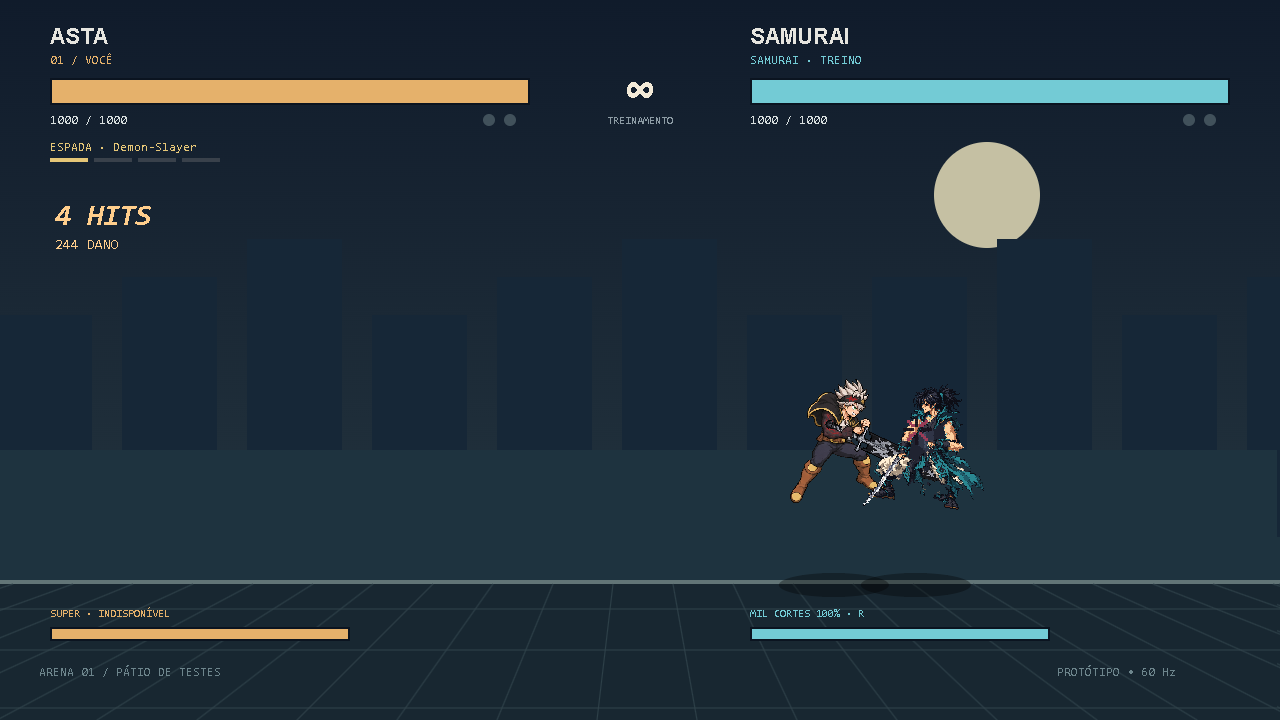 ASTA
01 / VOCÊ
1000 / 1000
ESPADA · Demon-Slayer
4 HITS
244 DANO
∞
TREINAMENTO
SAMURAI
SAMURAI · TREINO
1000 / 1000
SUPER · INDISPONÍVEL
MIL CORTES 100% · R
ARENA 01 / PÁTIO DE TESTES
PROTÓTIPO • 60 Hz